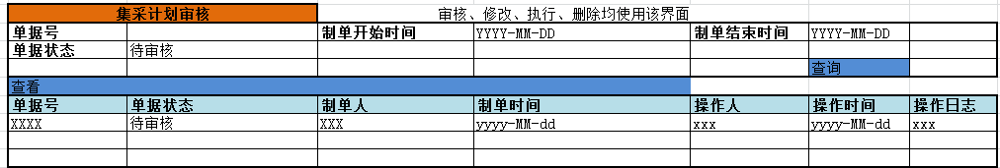 集采计划审核 审核、修改、执行、删除均使用该界面
单据号 制单开始时间 YYYY-MM-DD 制单结束时间 YYYY-MM-DD
单据状态 待审核
查询
查看
单据号 单据状态 制单人 制单时间 操作人 操作时间 操作日志
XXXX 待审核 XXX yyyy-MM-dd xxx yyyy-MM-dd xxx